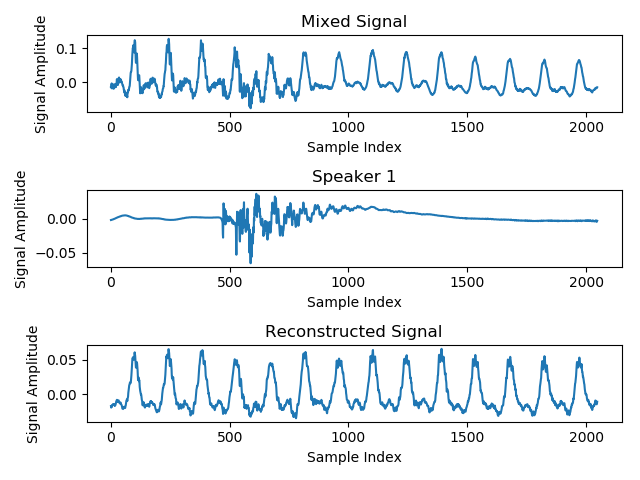 Mixed Signal
Signal Amplitude
0.1
0.0
0 500 1000 1500 2000
Sample Index
Speaker 1
Signal Amplitude
0.00
−0.05
0 500 1000 1500 2000
Sample Index
Reconstructed Signal
Signal Amplitude
0.05
0.00
0 500 1000 1500 2000
Sample Index